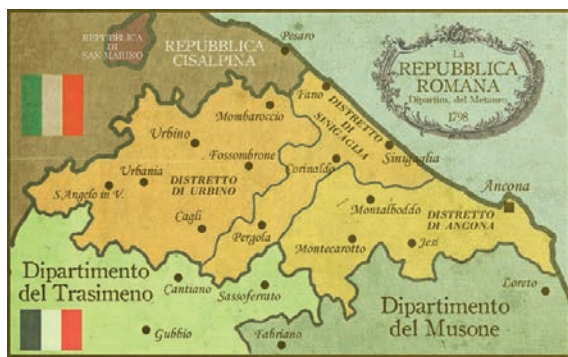 REPUBBLICA
DI
SAN MARINO
REPUBBLICA
CISALPINA
Pesaro
La
REPUBBLICA
ROMANA
Dipartim. del Metauro
1798
Fano
DISTRETTO
DI
SINIGAGLIA
Mombaroccio
Urbino
Fossombrone
Corinaldo
Sinigaglia
Urbania
S. Angelo in V.
DISTRETTO
DI URBINO
Ancona
Montalboddo
DISTRETTO
DI ANCONA
Cagli
Pergola
Montecarotto
Jesi
Dipartimento
del Trasimeno
Cantiano
Sassoferrato
Loreto
Dipartimento
del Musone
Gubbio
Fabriano